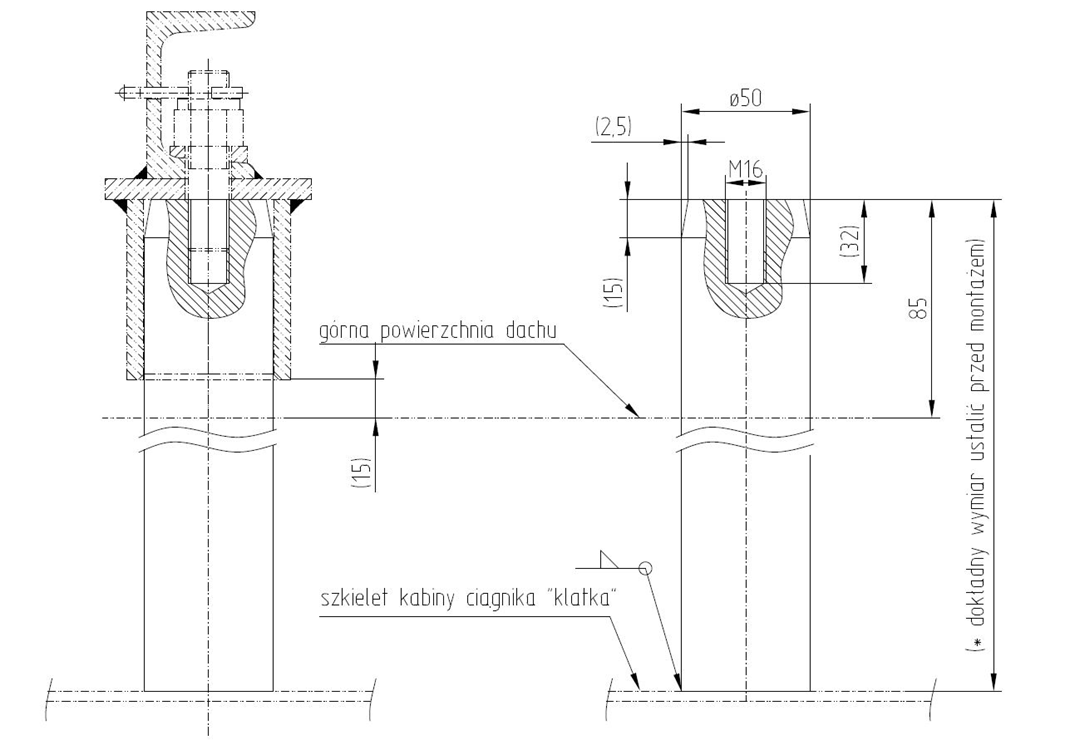 ø50
(2,5)
M16
(32)
(15)
85
górna powierzchnia dachu
(15)
szkielet kabiny ciągnika "klatka"
(* dokładny wymiar ustalić przed montażem)